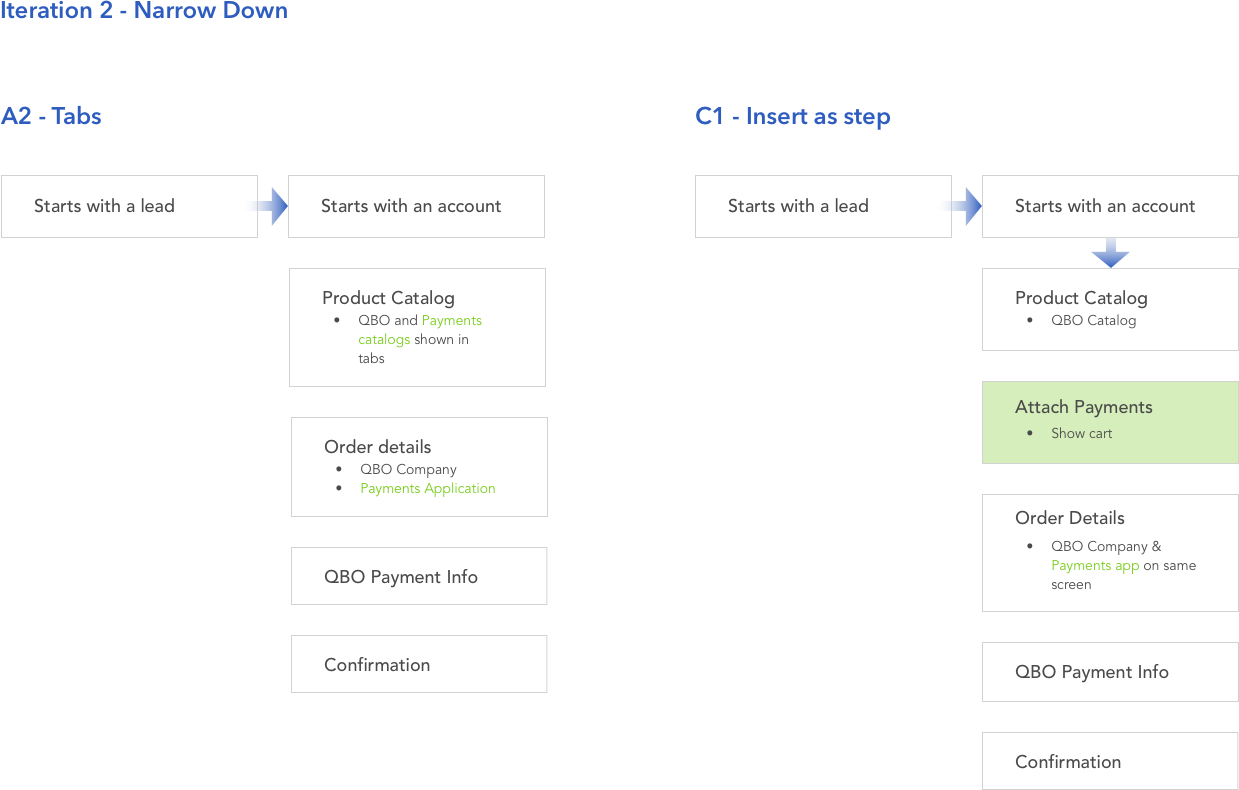 Iteration 2 - Narrow Down
A2 - Tabs
Starts with a lead
Starts with an account
Product Catalog
• QBO and Payments
catalogs shown in
tabs
Order details
• QBO Company
• Payments Application
QBO Payment Info
Confirmation
C1 - Insert as step
Starts with a lead
Starts with an account
Product Catalog
• QBO Catalog
Attach Payments
• Show cart
Order Details
• QBO Company &
Payments app on same
screen
QBO Payment Info
Confirmation